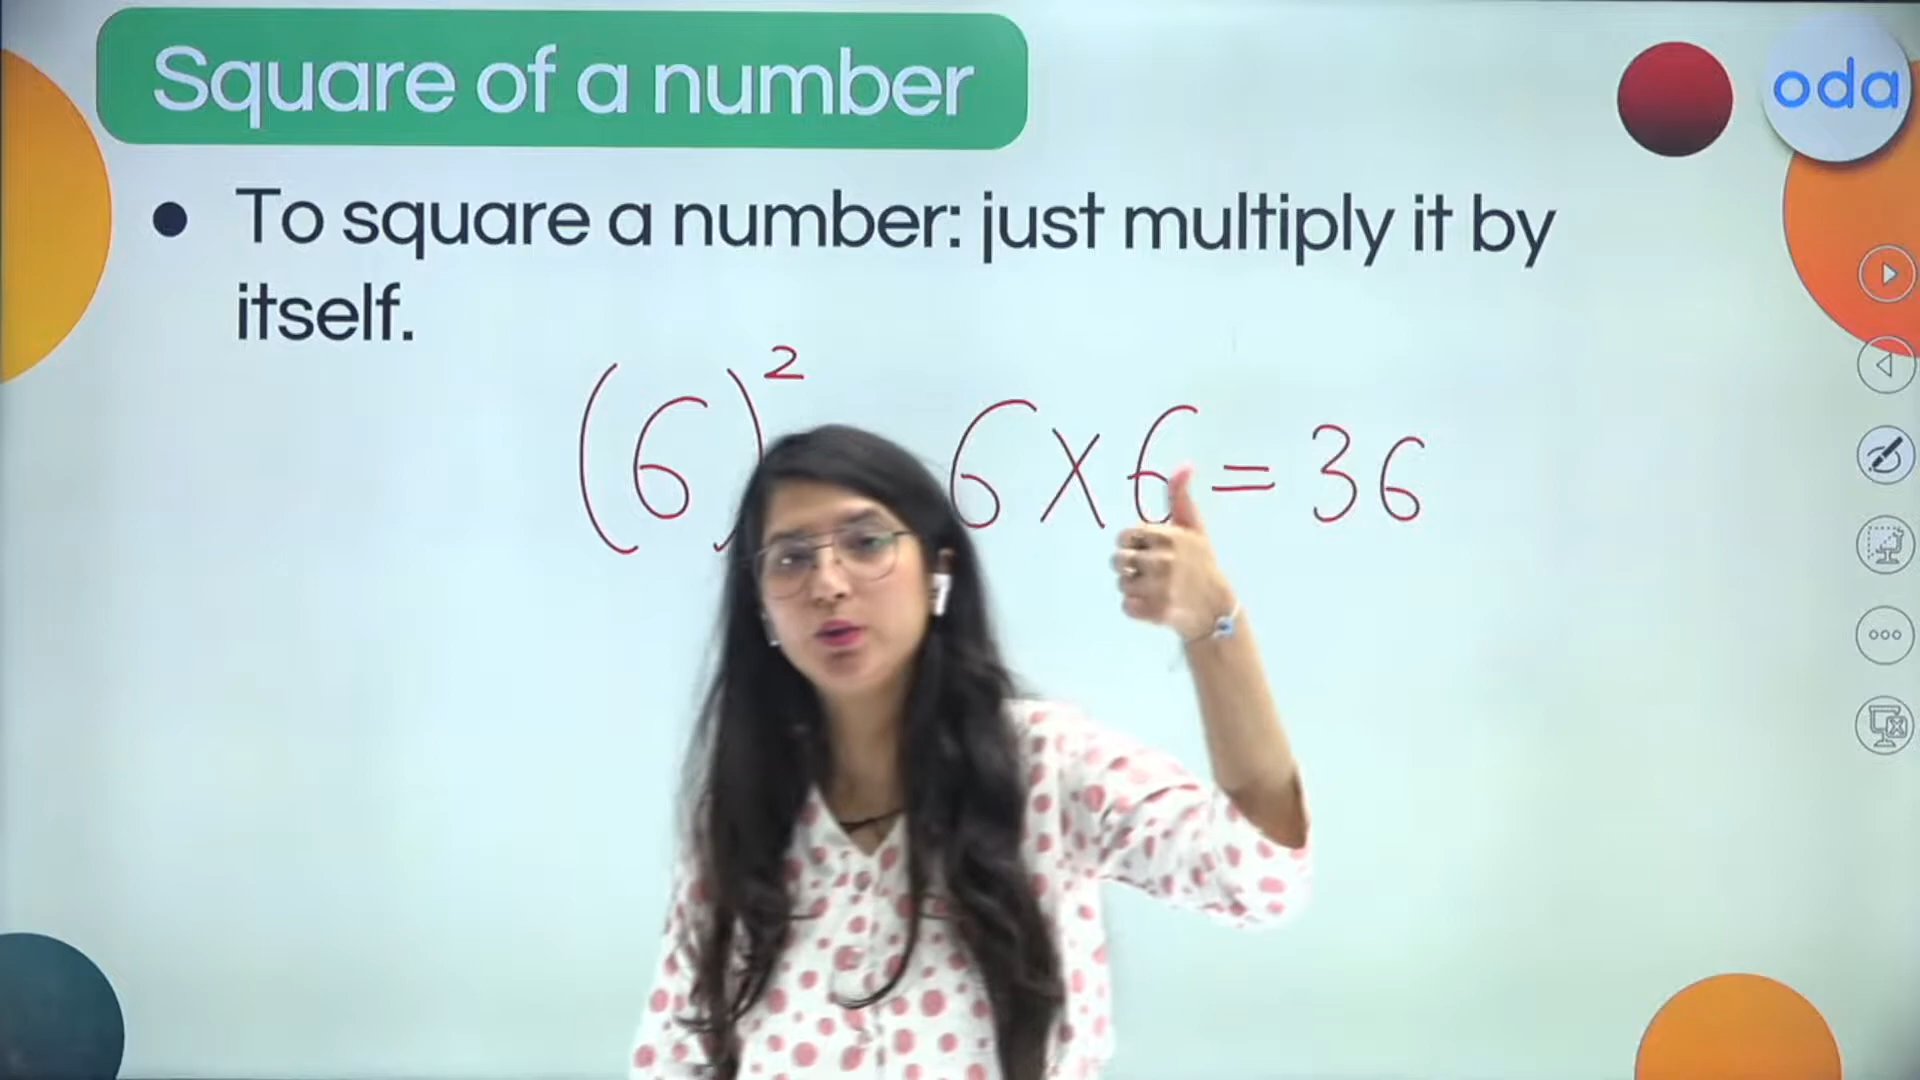 Square of a number
oda
● To square a number: just multiply it by
itself.
(6)² 6 × 6 = 36